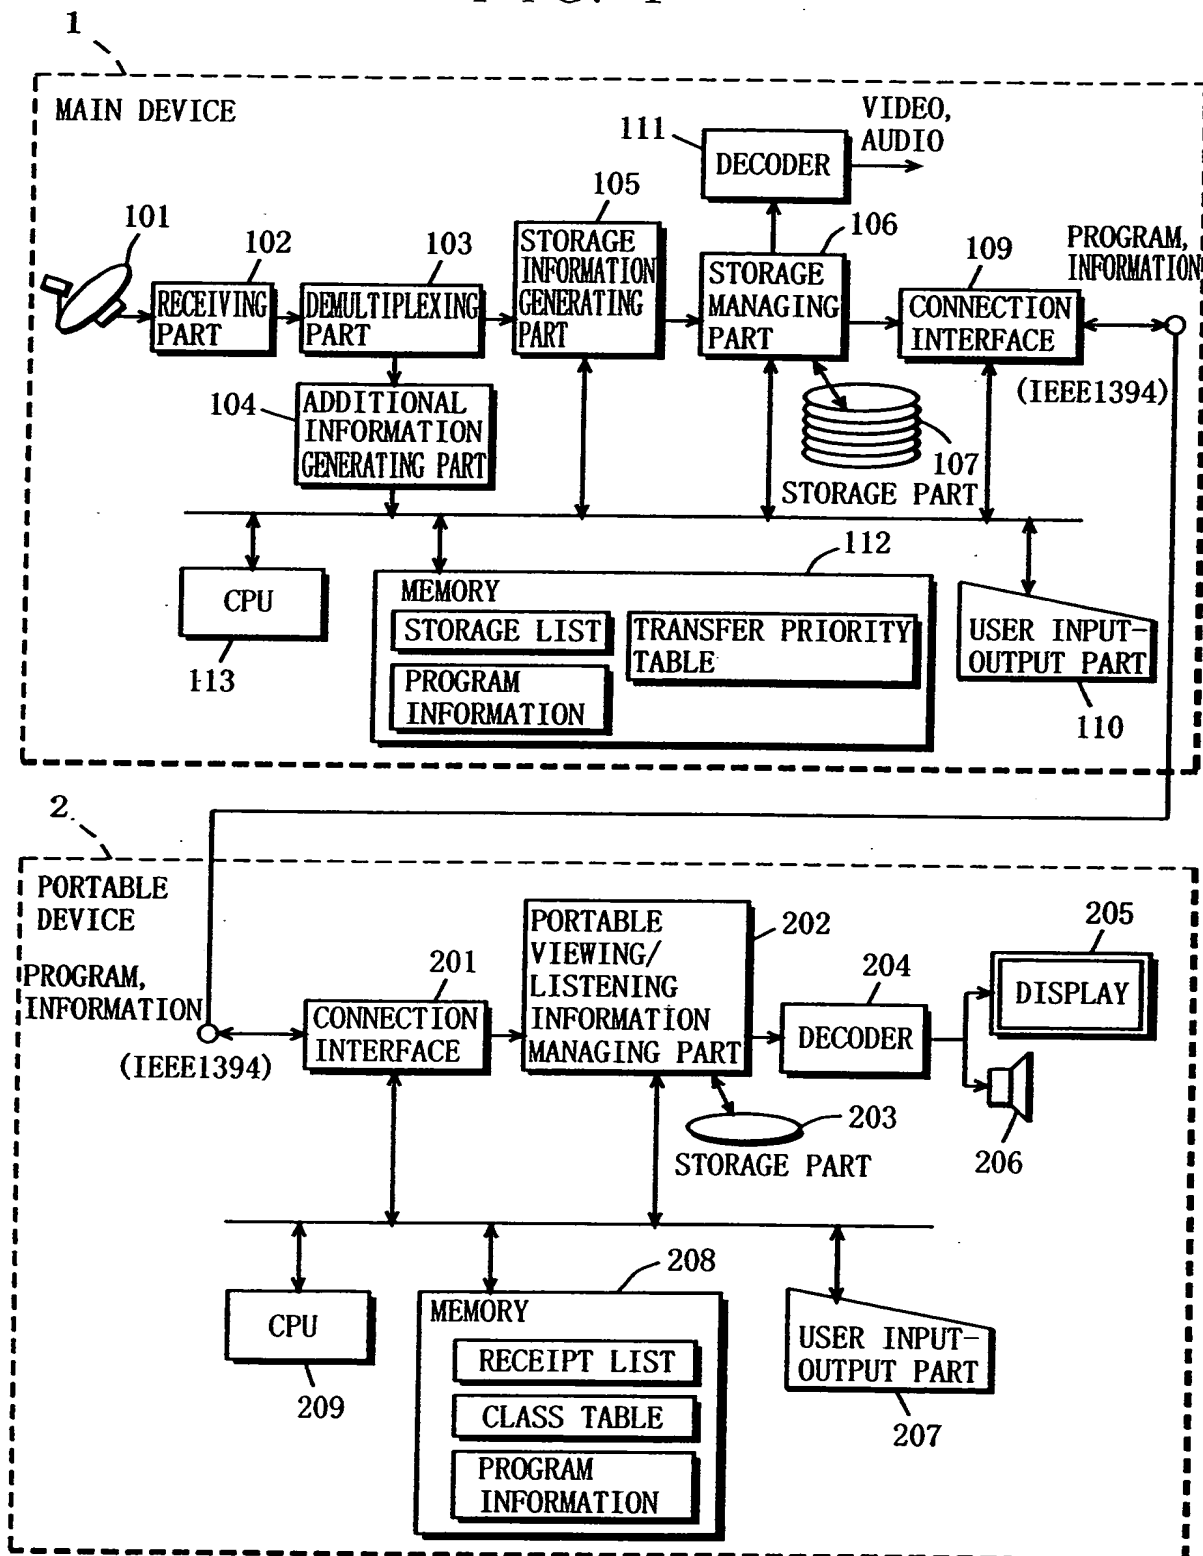 1
MAIN DEVICE
111
DECODER
VIDEO,
AUDIO
101
102
RECEIVING
PART
103
DEMULTIPLEXING
PART
105
STORAGE
INFORMATION
GENERATING
PART
106
STORAGE
MANAGING
PART
109
CONNECTION
INTERFACE
PROGRAM,
INFORMATION
(IEEE1394)
104
ADDITIONAL
INFORMATION
GENERATING PART
107
STORAGE PART
CPU
113
112
MEMORY
STORAGE LIST
TRANSFER PRIORITY
TABLE
PROGRAM
INFORMATION
USER INPUT-
OUTPUT PART
110
2
PORTABLE
DEVICE
PROGRAM,
INFORMATION
(IEEE1394)
201
CONNECTION
INTERFACE
202
PORTABLE
VIEWING/
LISTENING
INFORMATION
MANAGING PART
203
STORAGE PART
204
DECODER
205
DISPLAY
206
CPU
209
208
MEMORY
RECEIPT LIST
CLASS TABLE
PROGRAM
INFORMATION
USER INPUT-
OUTPUT PART
207